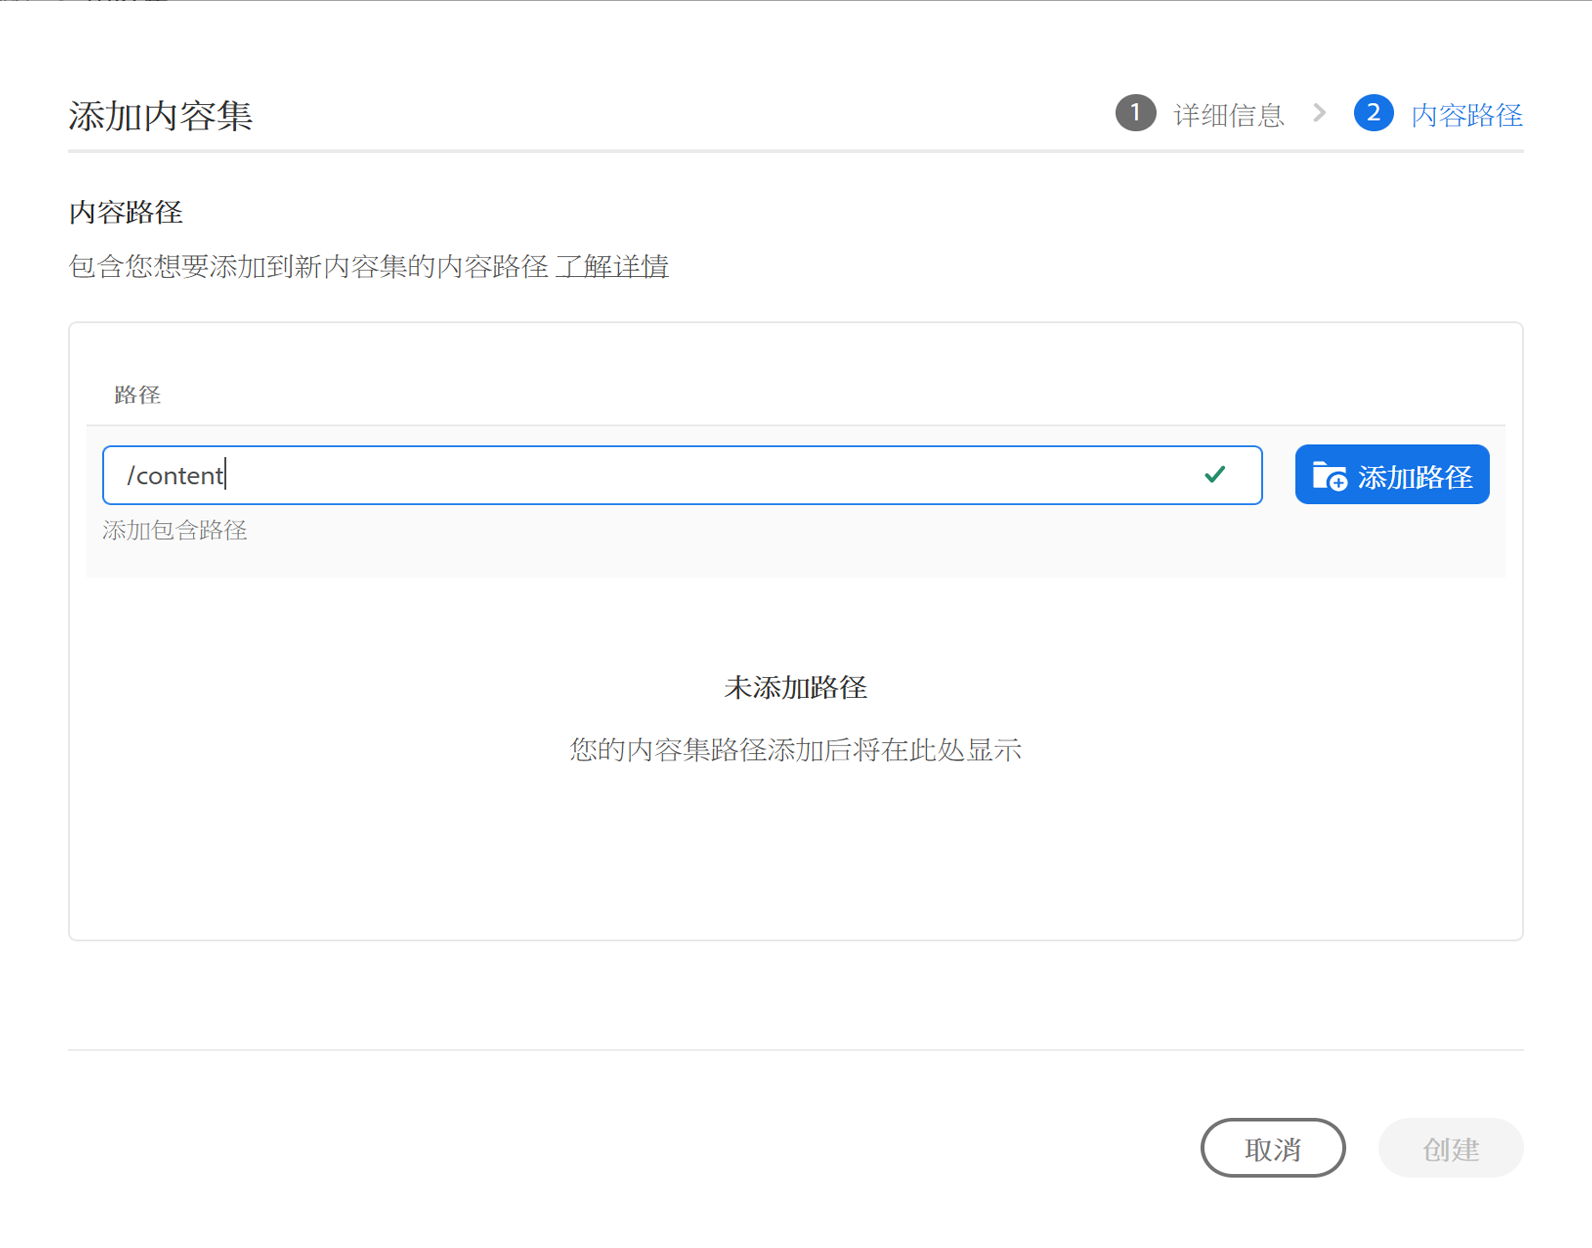 添加内容集
1 详细信息 > 2 内容路径
内容路径
包含您想要添加到新内容集的内容路径 了解详情
路径
/content
添加路径
添加包含路径
未添加路径
您的内容集路径添加后将在此处显示
取消
创建